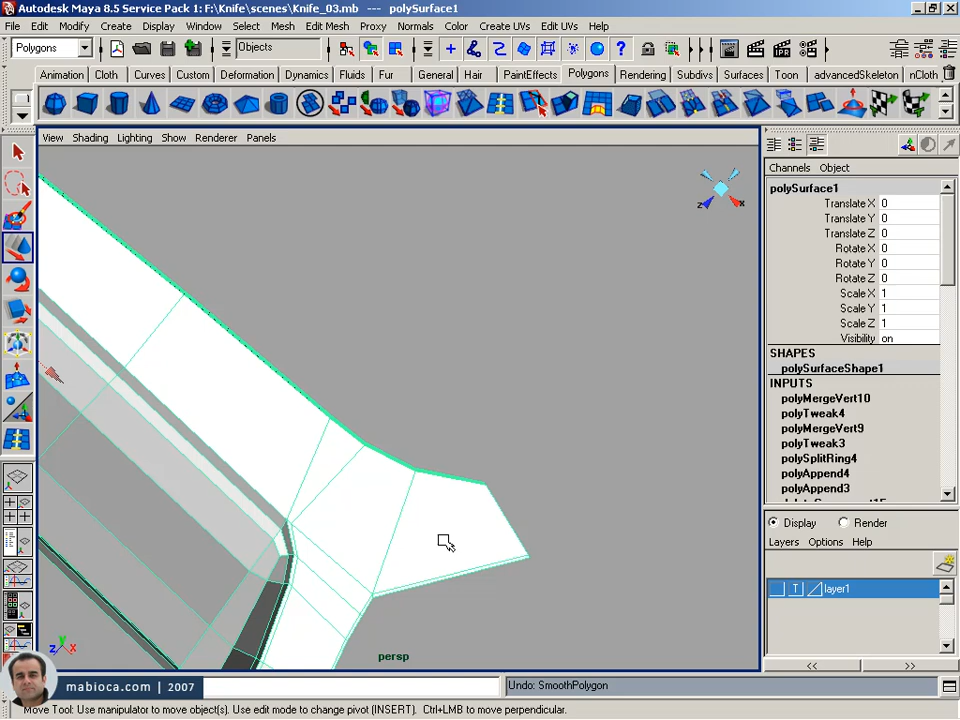 Autodesk Maya 8.5 Service Pack 1: F:\Knife\scenes\Knife_03.mb --- polySurface1
File Edit Modify Create Display Window Select Mesh Edit Mesh Proxy Normals Color Create UVs Edit UVs Help
Polygons Objects
Animation Cloth Curves Custom Deformation Dynamics Fluids Fur General Hair PaintEffects Polygons Rendering Subdivs Surfaces Toon advancedSkeleton nCloth
View Shading Lighting Show Renderer Panels
Channels Object
polySurface1
Translate X 0
Translate Y 0
Translate Z 0
Rotate X 0
Rotate Y 0
Rotate Z 0
Scale X 1
Scale Y 1
Scale Z 1
Visibility on
SHAPES
polySurfaceShape1
INPUTS
polyMergeVert10
polyTweak4
polyMergeVert9
polyTweak3
polySplitRing4
polyAppend4
polyAppend3
Display Render
Layers Options Help
T layer1
z x
y
z x
persp
<< >>
mabioca.com | 2007
Undo: SmoothPolygon
Move Tool: Use manipulator to move object(s). Use edit mode to change pivot (INSERT). Ctrl+LMB to move perpendicular.